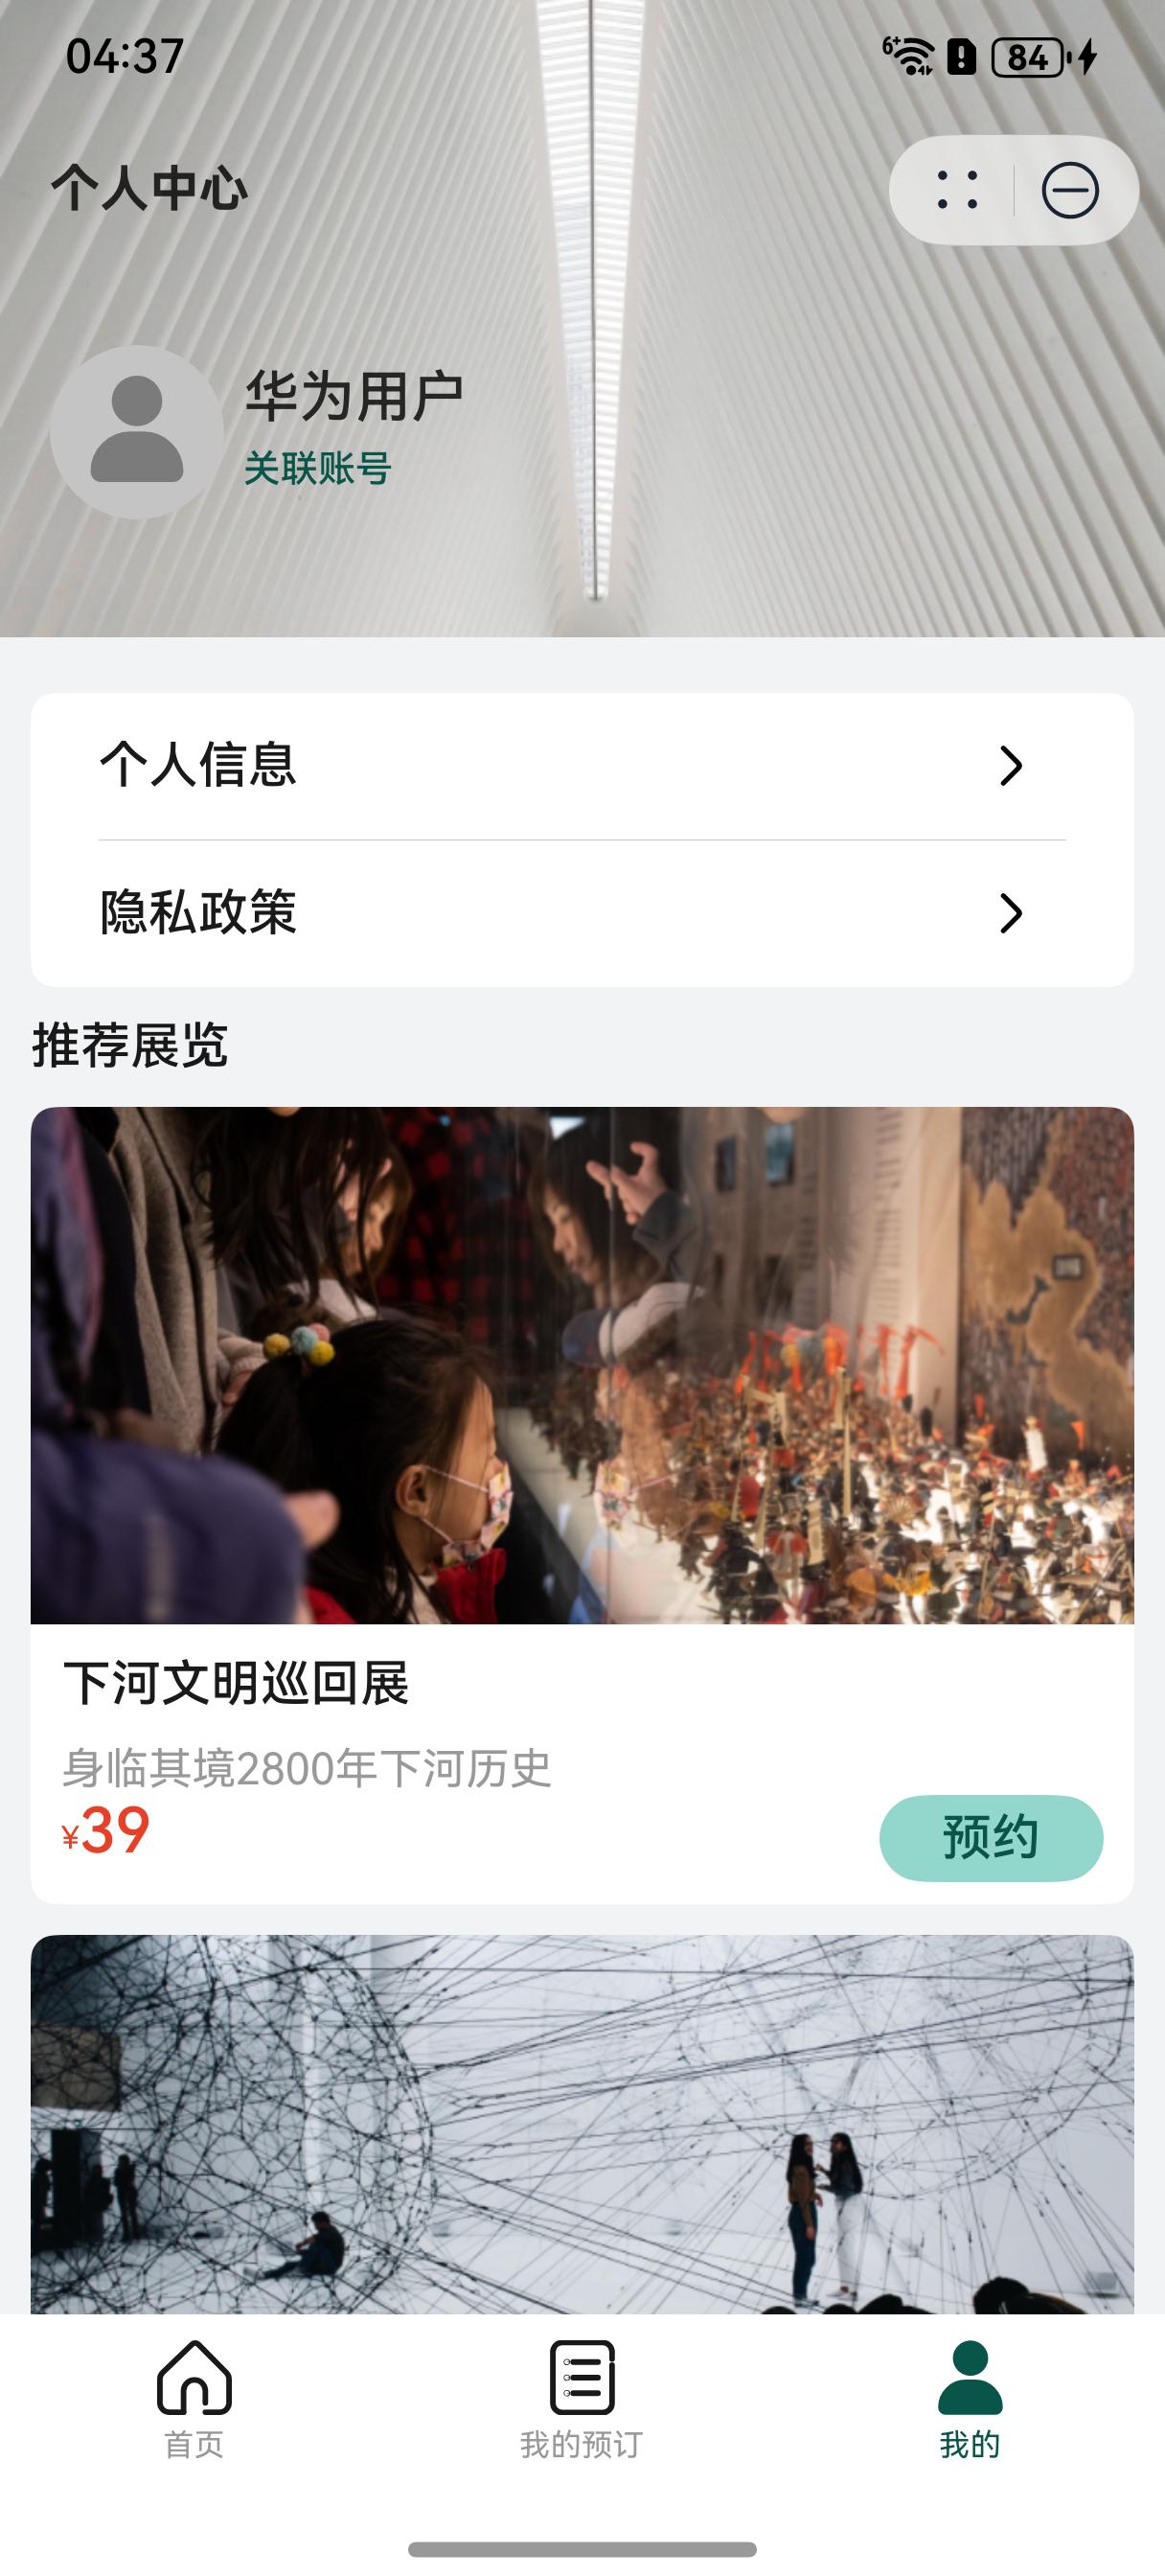 04:37
6+
84
个人中心
华为用户
关联账号
个人信息
隐私政策
推荐展览
下河文明巡回展
身临其境2800年下河历史
¥39
预约
首页
我的预订
我的